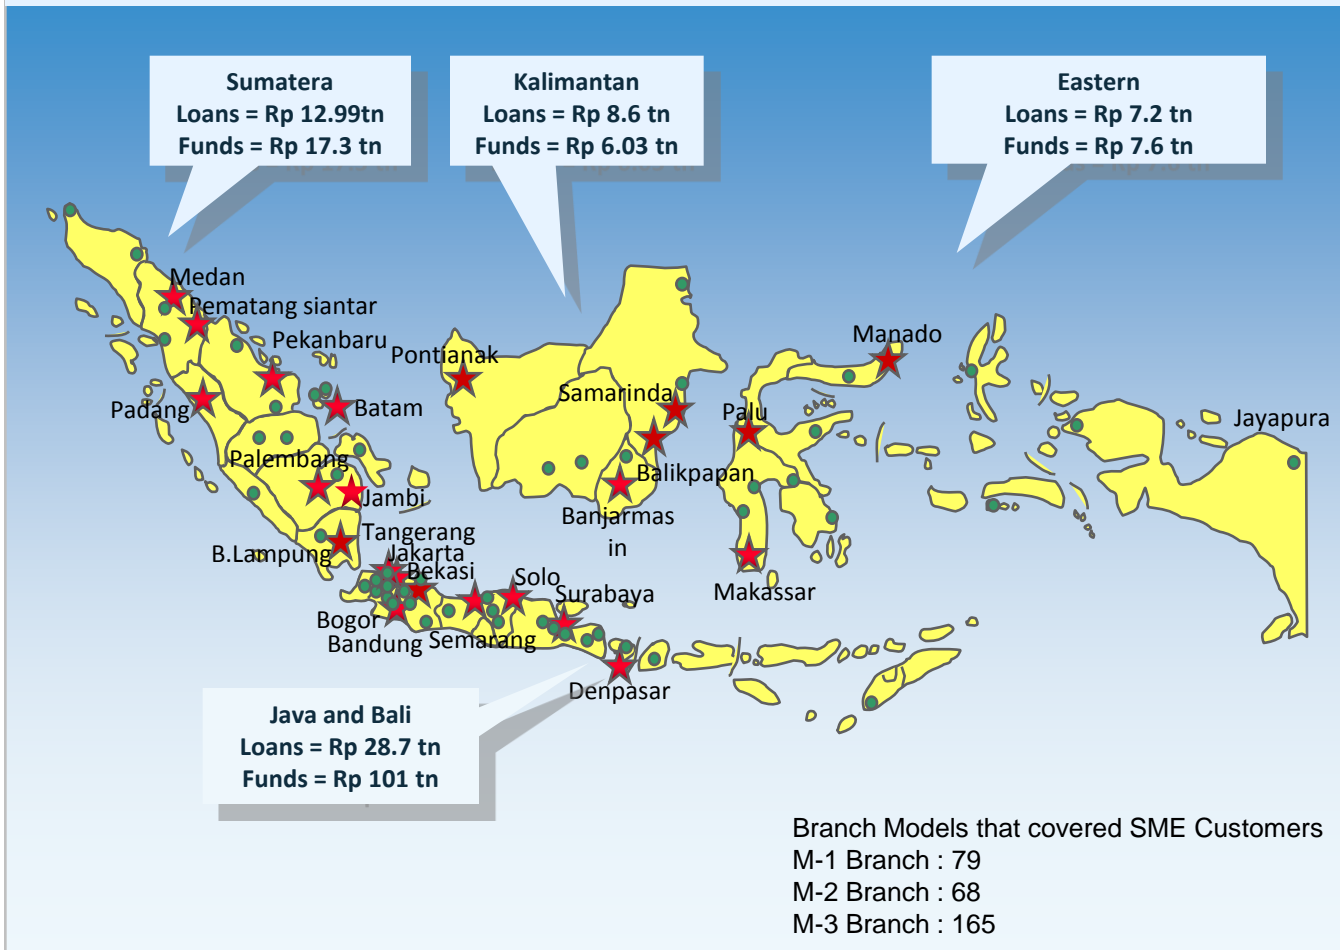 Sumatera
Loans = Rp 12.99tn
Funds = Rp 17.3 tn
Kalimantan
Loans = Rp 8.6 tn
Funds = Rp 6.03 tn
Eastern
Loans = Rp 7.2 tn
Funds = Rp 7.6 tn
Medan
Pematang siantar
Pekanbaru
Padang
Batam
Palembang
Jambi
B.Lampung
Tangerang
Jakarta
Bekasi
Bogor
Bandung
Semarang
Solo
Surabaya
Denpasar
Pontianak
Samarinda
Balikpapan
Banjarmas
in
Manado
Palu
Makassar
Jayapura
Java and Bali
Loans = Rp 28.7 tn
Funds = Rp 101 tn
Branch Models that covered SME Customers
M-1 Branch : 79
M-2 Branch : 68
M-3 Branch : 165